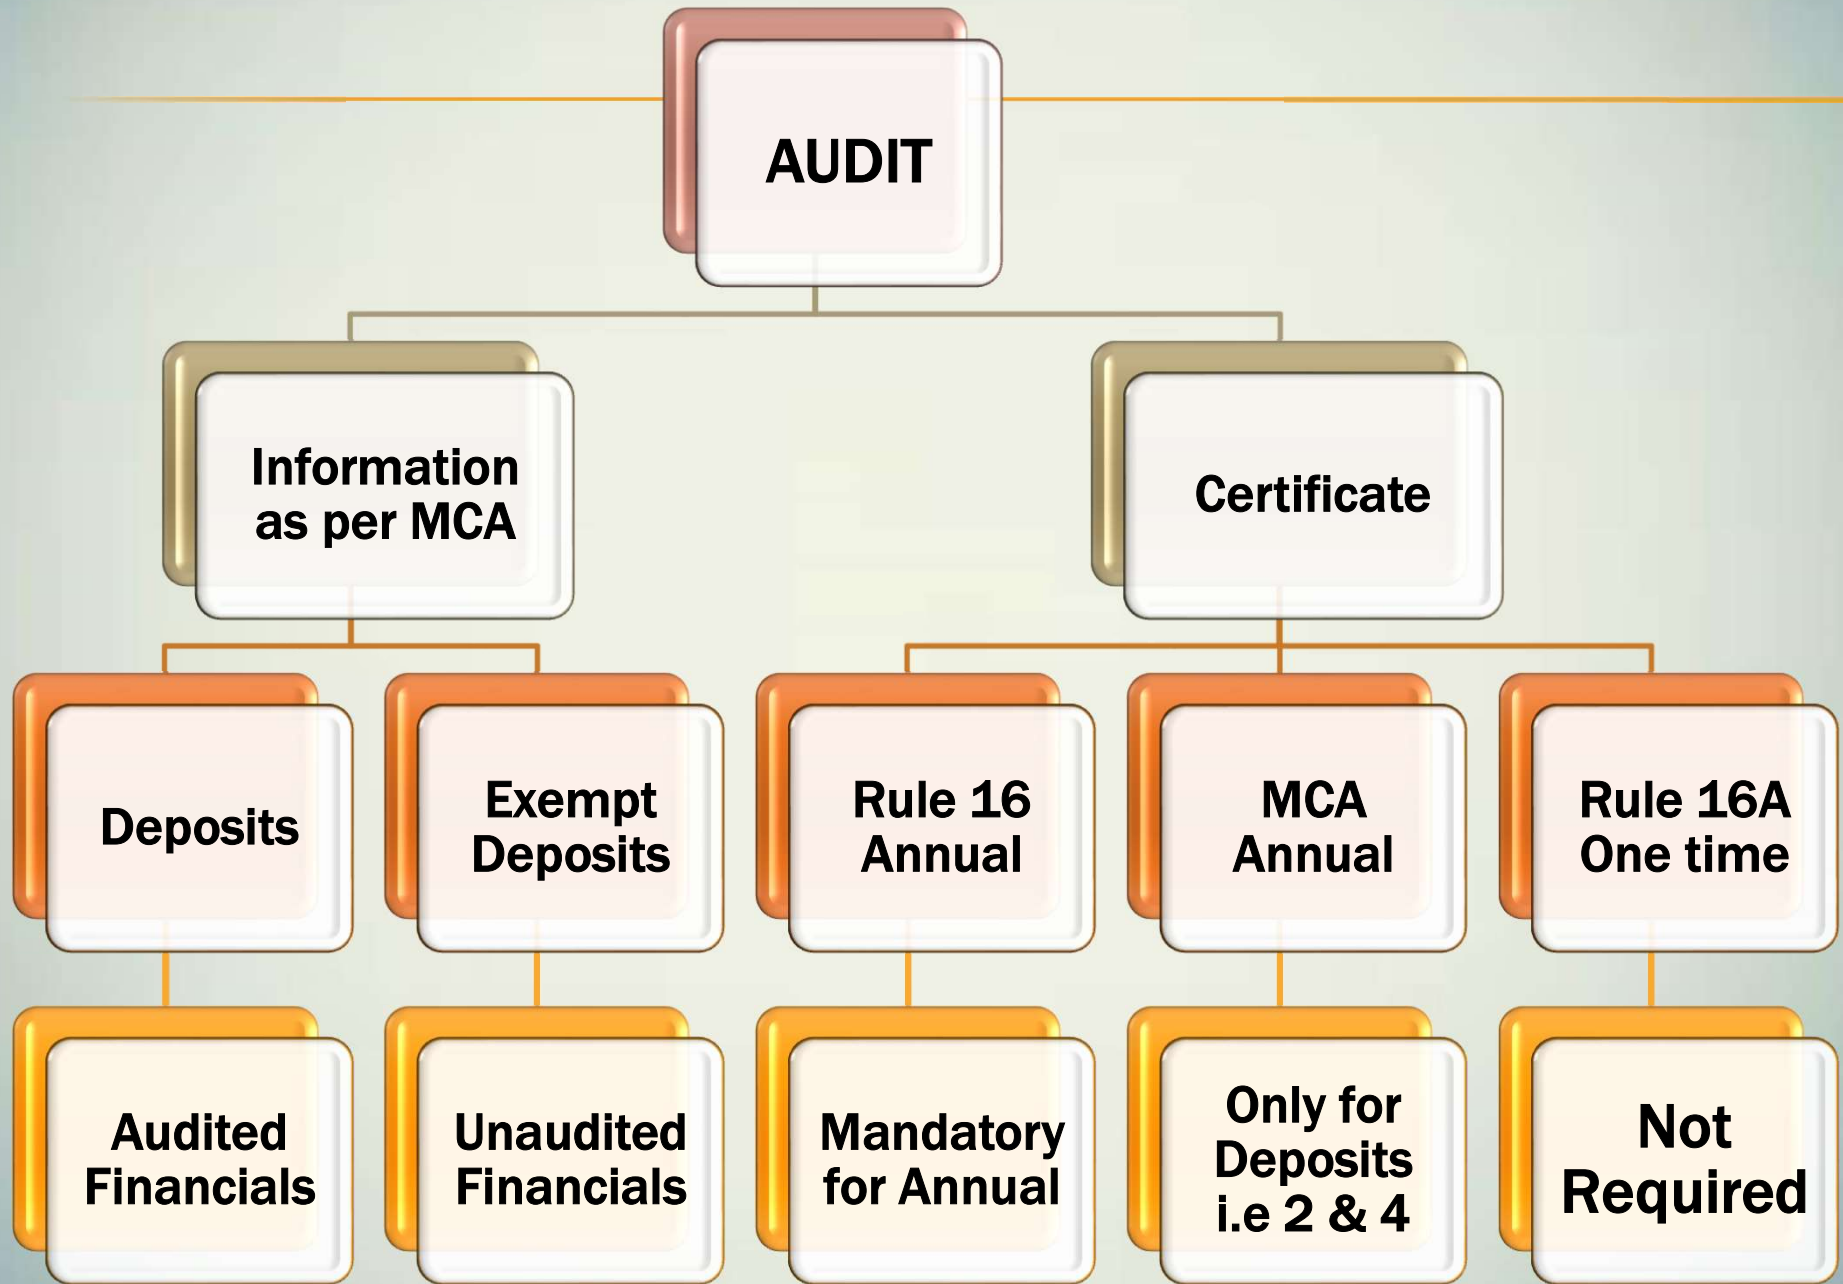 AUDIT
Information
as per MCA
Certificate
Deposits
Exempt
Deposits
Rule 16
Annual
MCA
Annual
Rule 16A
One time
Audited
Financials
Unaudited
Financials
Mandatory
for Annual
Only for
Deposits
i.e 2 & 4
Not
Required